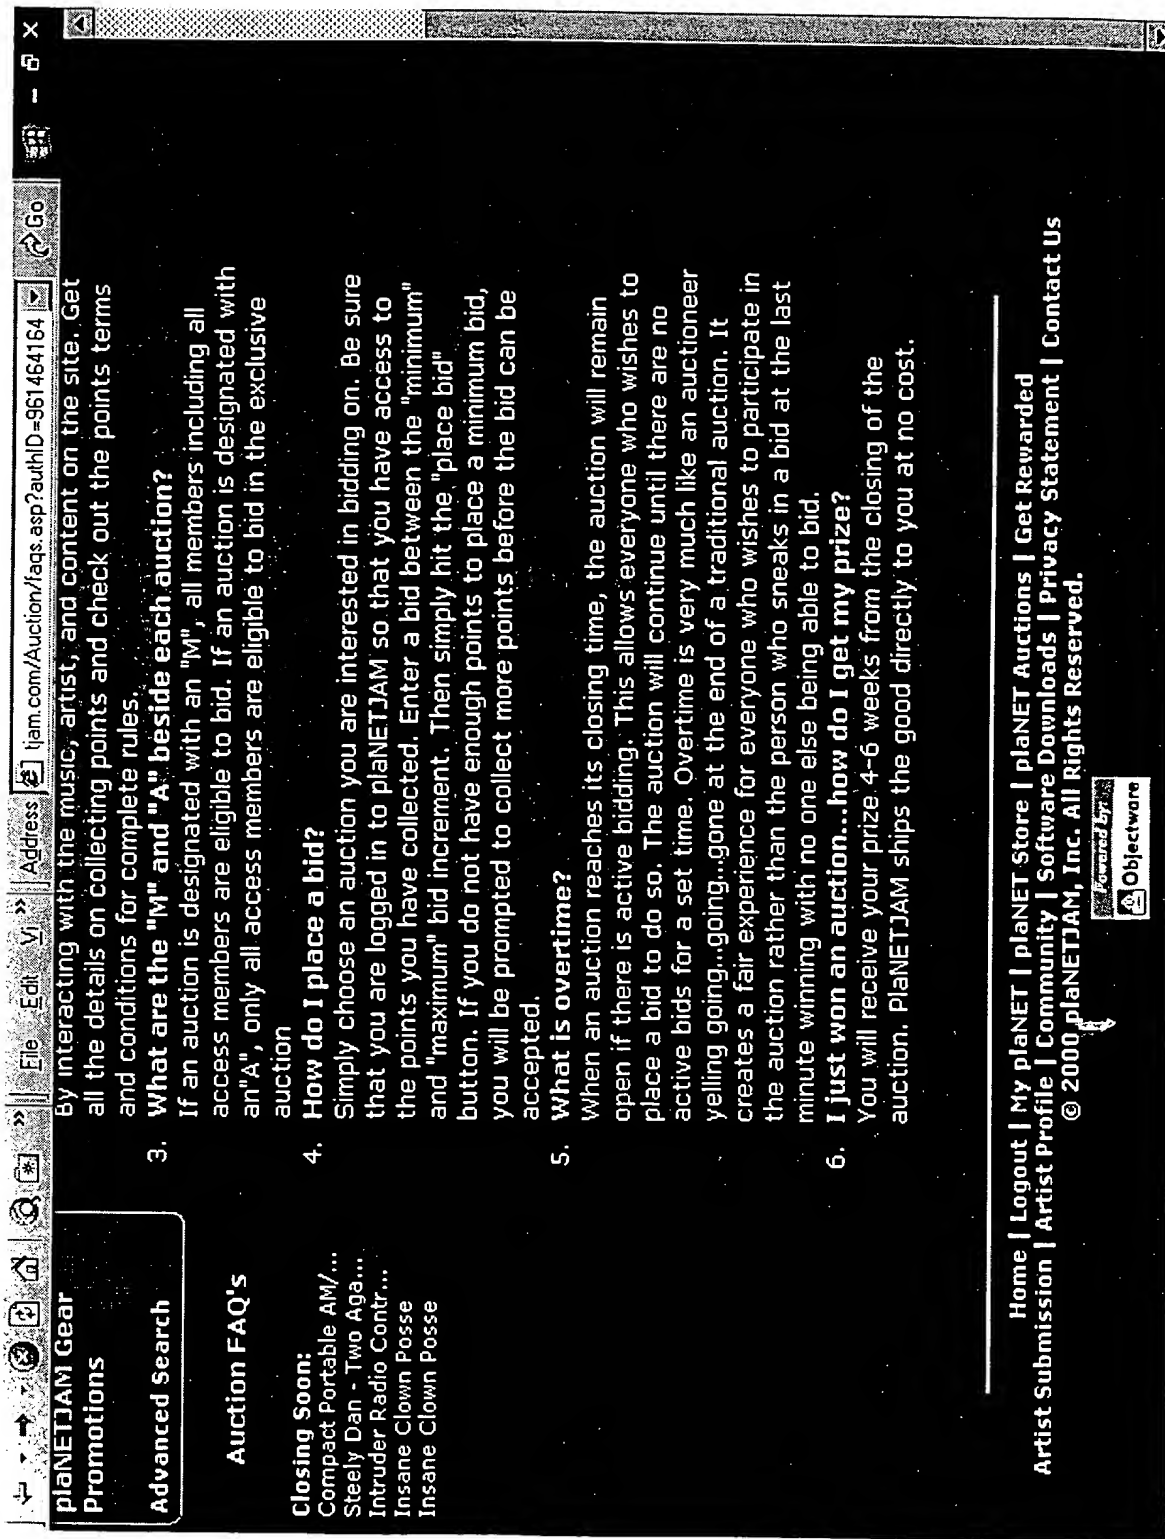 File Edit Vi » Address tjam.com/Auction/faqs.asp?authID=961464164 Go
plaNETJAM Gear
Promotions
Advanced Search
Auction FAQ's
Closing Soon:
Compact Portable AM/...
Steely Dan - Two Aga...
Intruder Radio Contr...
Insane Clown Posse
Insane Clown Posse
By interacting with the music, artist, and content on the site. Get
all the details on collecting points and check out the points terms
and conditions for complete rules.
3. What are the "M" and "A" beside each auction?
If an auction is designated with an "M", all members including all
access members are eligible to bid. If an auction is designated with
an"A", only all access members are eligible to bid in the exclusive
auction
4. How do I place a bid?
Simply choose an auction you are interested in bidding on. Be sure
that you are logged in to plaNETJAM so that you have access to
the points you have collected. Enter a bid between the "minimum"
and "maximum" bid increment. Then simply hit the "place bid"
button. If you do not have enough points to place a minimum bid,
you will be prompted to collect more points before the bid can be
accepted.
5. What is overtime?
When an auction reaches its closing time, the auction will remain
open if there is active bidding. This allows everyone who wishes to
place a bid to do so. The auction will continue until there are no
active bids for a set time. Overtime is very much like an auctioneer
yelling going...going...gone at the end of a traditional auction. It
creates a fair experience for everyone who wishes to participate in
the auction rather than the person who sneaks in a bid at the last
minute winning with no one else being able to bid.
6. I just won an auction...how do I get my prize?
You will receive your prize 4-6 weeks from the closing of the
auction. PlaNETJAM ships the good directly to you at no cost.
Home | Logout | My plaNET | plaNET Store | plaNET Auctions | Get Rewarded
Artist Submission | Artist Profile | Community | Software Downloads | Privacy Statement | Contact Us
© 2000 plaNETJAM, Inc. All Rights Reserved.
Powered by:
Objectware